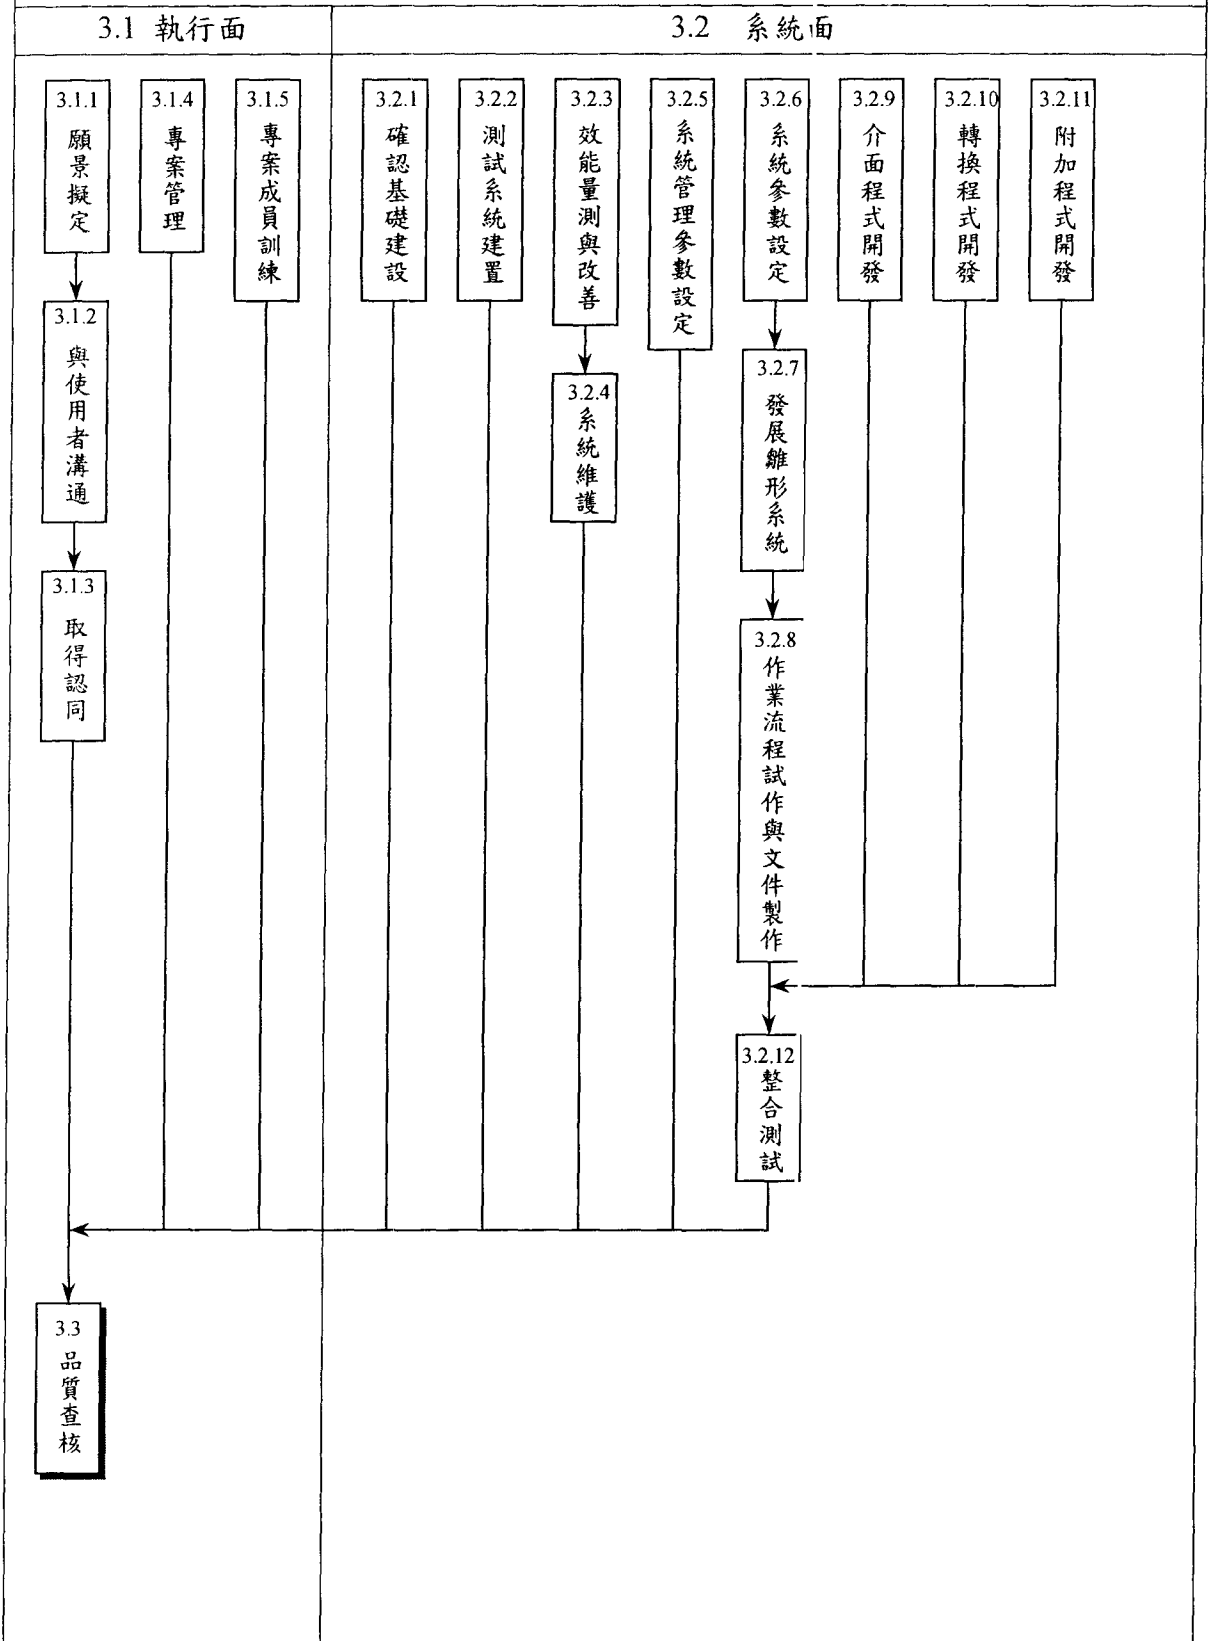 3.1 執行面
3.2 系統面
3.1.1
願景擬定
3.1.4
專案管理
3.1.5
專案成員訓練
3.2.1
確認基礎建設
3.2.2
測試系統建置
3.2.3
效能量測與改善
3.2.5
系統管理參數設定
3.2.6
系統參數設定
3.2.9
介面程式開發
3.2.10
轉換程式開發
3.2.11
附加程式開發
3.1.2
與使用者溝通
3.2.4
系統維護
3.2.7
發展雛形系統
3.1.3
取得認同
3.2.8
作業流程試作與文件製作
3.2.12
整合測試
3.3
品質查核